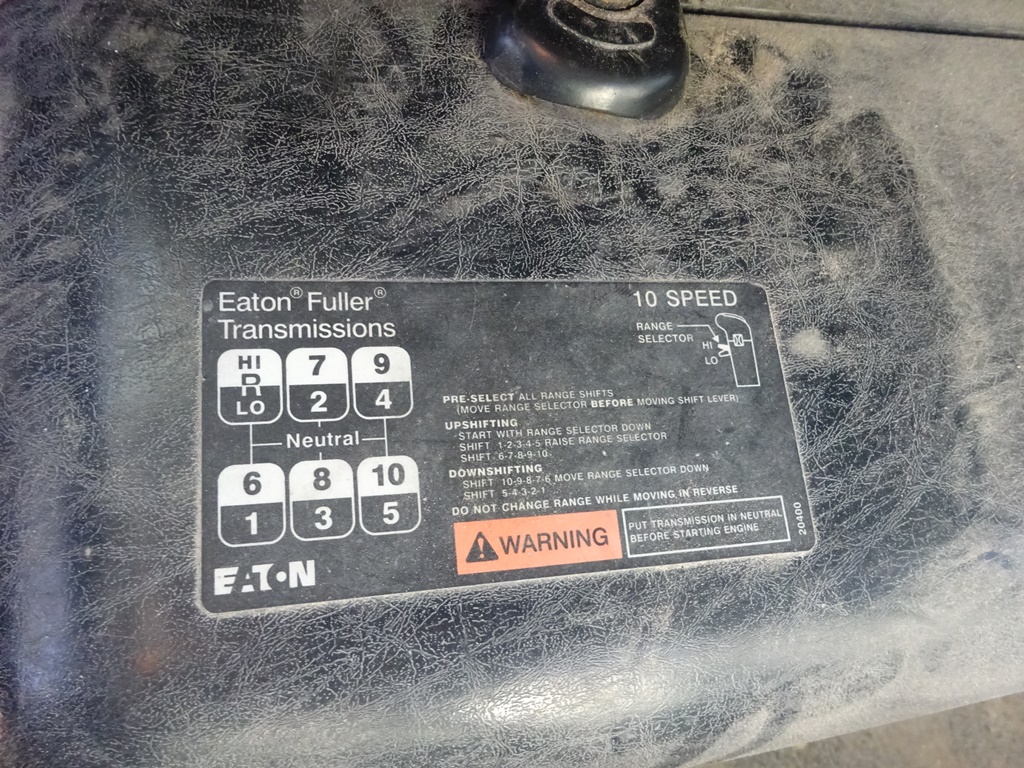 Eaton® Fuller®
Transmissions
10 SPEED
RANGE
SELECTOR
HI
LO
HI
R
LO
7
2
9
4
Neutral
6
1
8
3
10
5
PRE-SELECT ALL RANGE SHIFTS
(MOVE RANGE SELECTOR BEFORE MOVING SHIFT LEVER)
UPSHIFTING
START WITH RANGE SELECTOR DOWN
SHIFT 1-2-3-4-5 RAISE RANGE SELECTOR
SHIFT 6-7-8-9-10
DOWNSHIFTING
SHIFT 10-9-8-7-6 MOVE RANGE SELECTOR DOWN
SHIFT 5-4-3-2-1
DO NOT CHANGE RANGE WHILE MOVING IN REVERSE
WARNING
PUT TRANSMISSION IN NEUTRAL
BEFORE STARTING ENGINE
20400
EATON